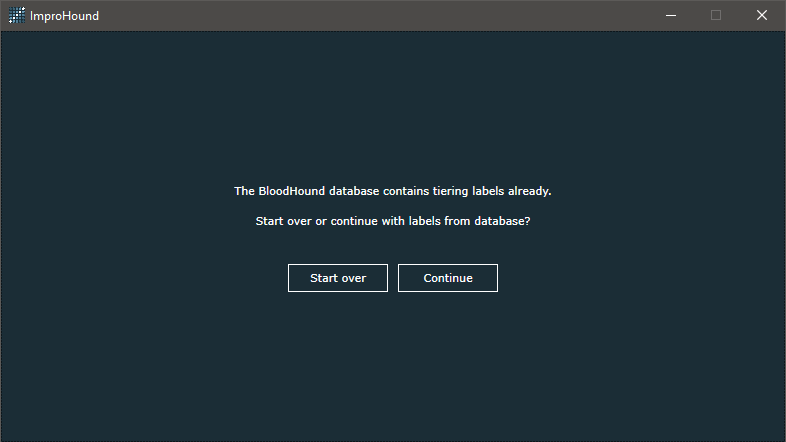 ImproHound
The BloodHound database contains tiering labels already.
Start over or continue with labels from database?
Start over
Continue